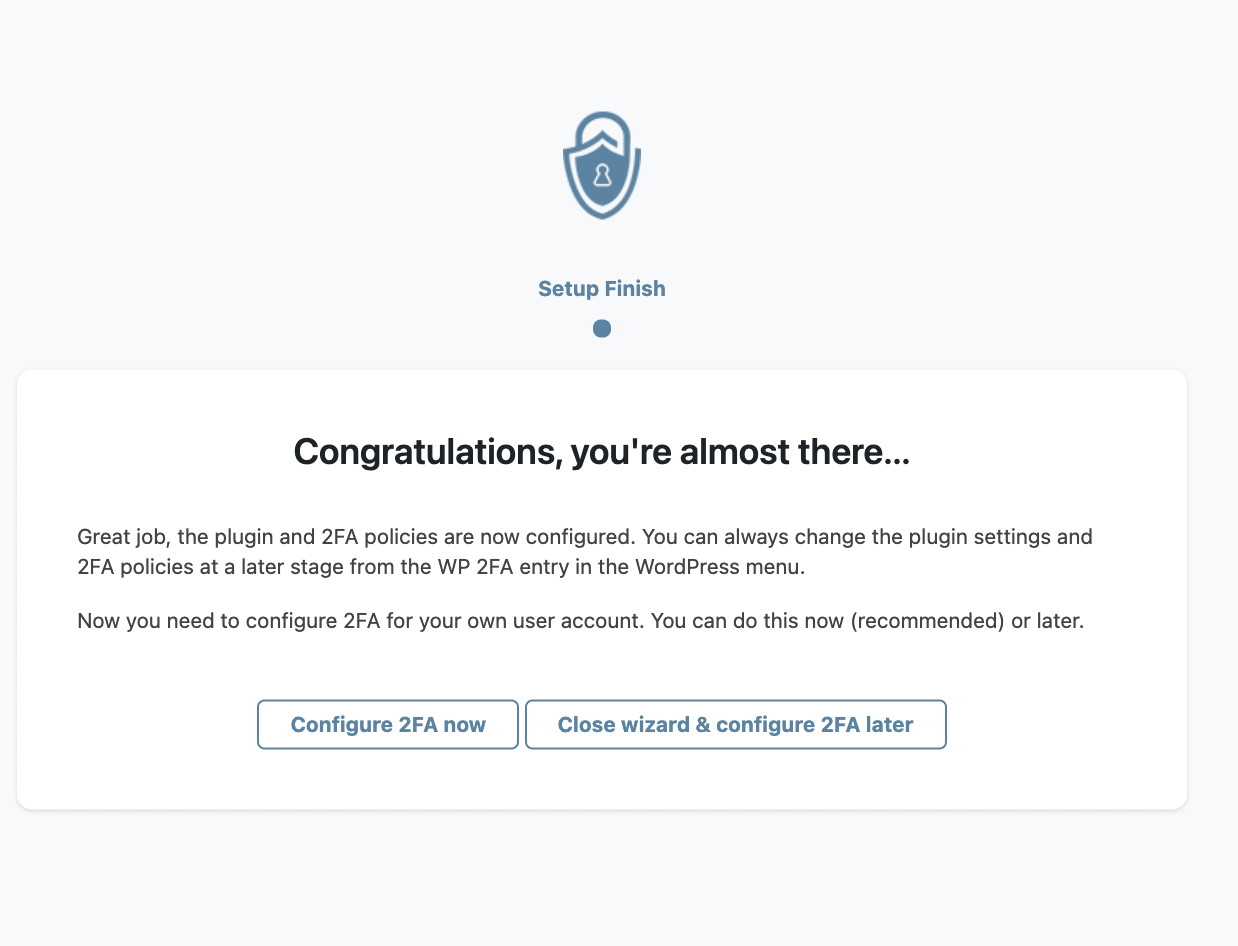 Setup Finish
Congratulations, you're almost there...
Great job, the plugin and 2FA policies are now configured. You can always change the plugin settings and
2FA policies at a later stage from the WP 2FA entry in the WordPress menu.
Now you need to configure 2FA for your own user account. You can do this now (recommended) or later.
Configure 2FA now
Close wizard & configure 2FA later